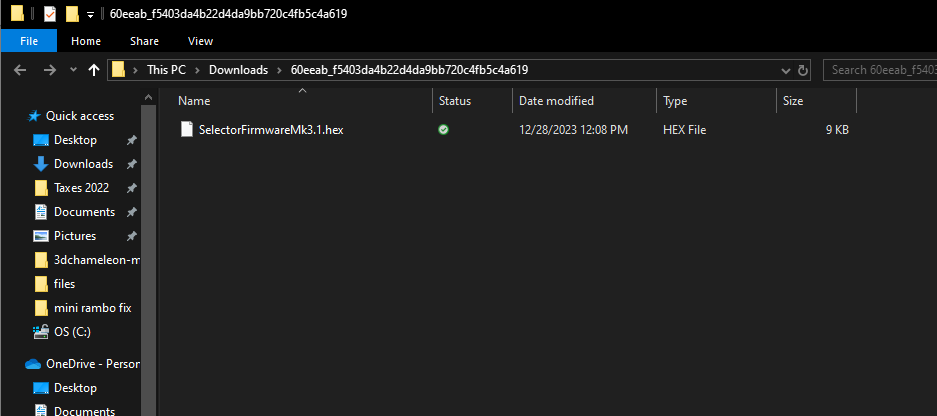 60eeab_f5403da4b22d4da9bb720c4fb5c4a619
File Home Share View
This PC Downloads 60eeab_f5403da4b22d4da9bb720c4fb5c4a619 Search 60eeab_f5403
Name Status Date modified Type Size
SelectorFirmwareMk3.1.hex 12/28/2023 12:08 PM HEX File 9 KB
Quick access
Desktop
Downloads
Taxes 2022
Documents
Pictures
3dchameleon-m
files
mini rambo fix
OS (C:)
OneDrive - Person
Desktop
Documents